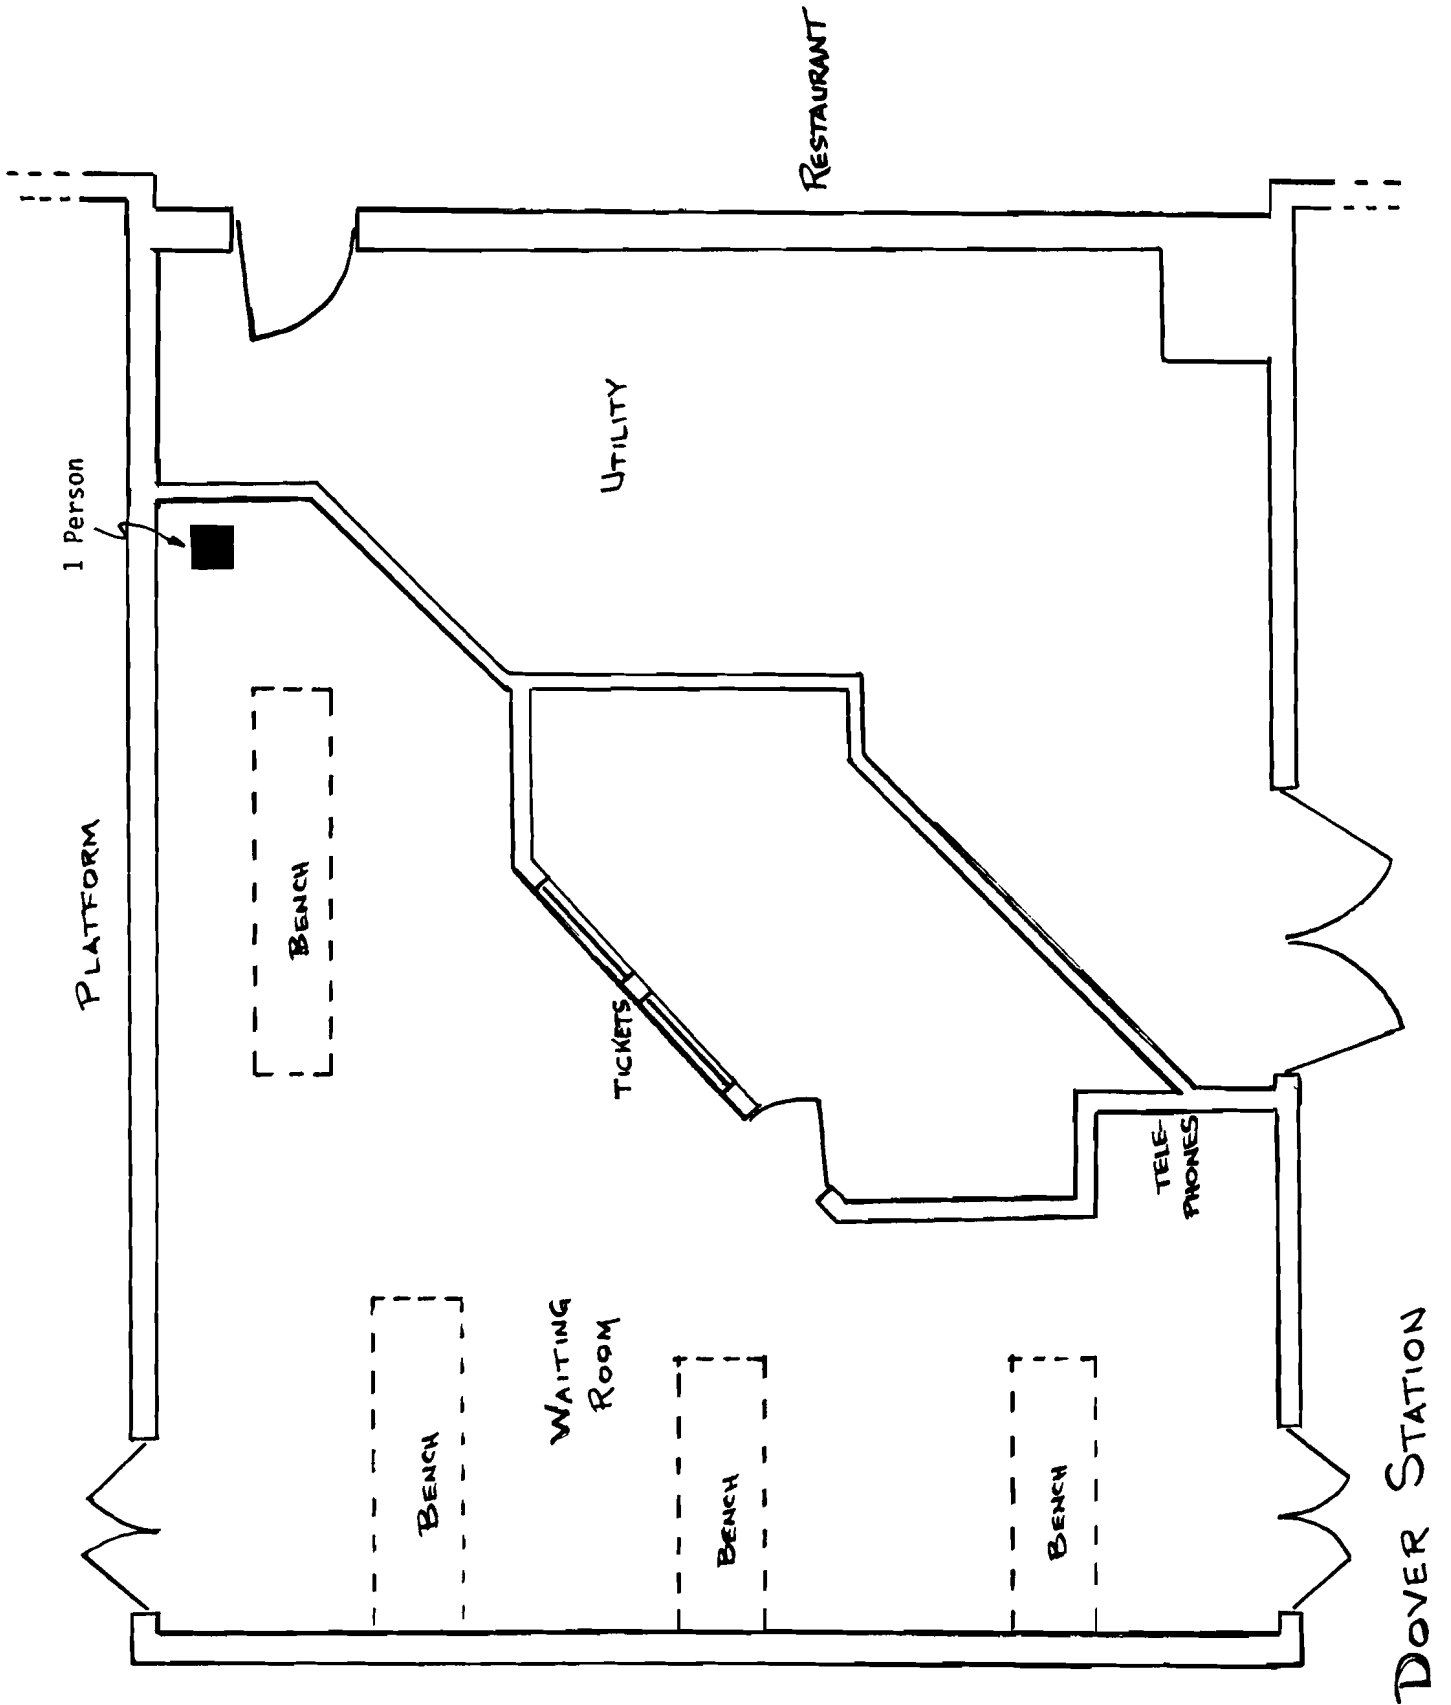 PLATFORM
1 Person
BENCH
BENCH
WAITING
ROOM
TICKETS
UTILITY
BENCH
RESTAURANT
BENCH
TELE-
PHONES
DOVER STATION